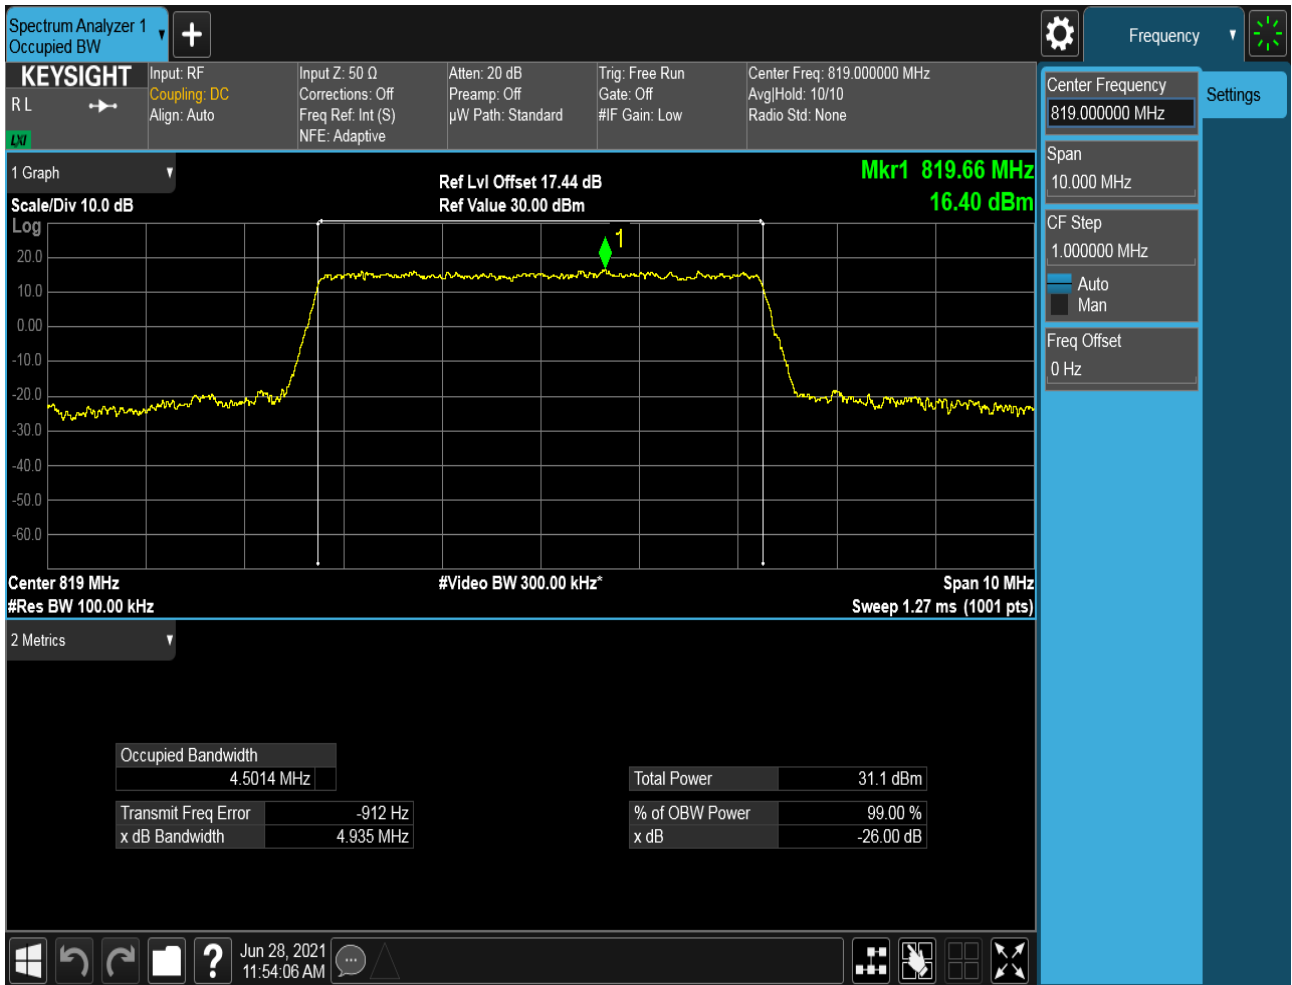 Spectrum Analyzer 1
Occupied BW
Frequency
KEYSIGHT
R L
LXI
Input: RF
Coupling: DC
Align: Auto
Input Z: 50 Ω
Corrections: Off
Freq Ref: Int (S)
NFE: Adaptive
Atten: 20 dB
Preamp: Off
µW Path: Standard
Trig: Free Run
Gate: Off
#IF Gain: Low
Center Freq: 819.000000 MHz
Avg|Hold: 10/10
Radio Std: None
Center Frequency
819.000000 MHz
Settings
Span
10.000 MHz
CF Step
1.000000 MHz
Auto
Man
Freq Offset
0 Hz
1 Graph
Scale/Div 10.0 dB
Ref Lvl Offset 17.44 dB
Ref Value 30.00 dBm
Mkr1 819.66 MHz
16.40 dBm
Log
1
20.0
10.0
0.00
-10.0
-20.0
-30.0
-40.0
-50.0
-60.0
Center 819 MHz
#Video BW 300.00 kHz*
Span 10 MHz
#Res BW 100.00 kHz
Sweep 1.27 ms (1001 pts)
2 Metrics
Occupied Bandwidth
4.5014 MHz
Total Power 31.1 dBm
Transmit Freq Error -912 Hz
% of OBW Power 99.00 %
x dB Bandwidth 4.935 MHz
x dB -26.00 dB
?
Jun 28, 2021
11:54:06 AM